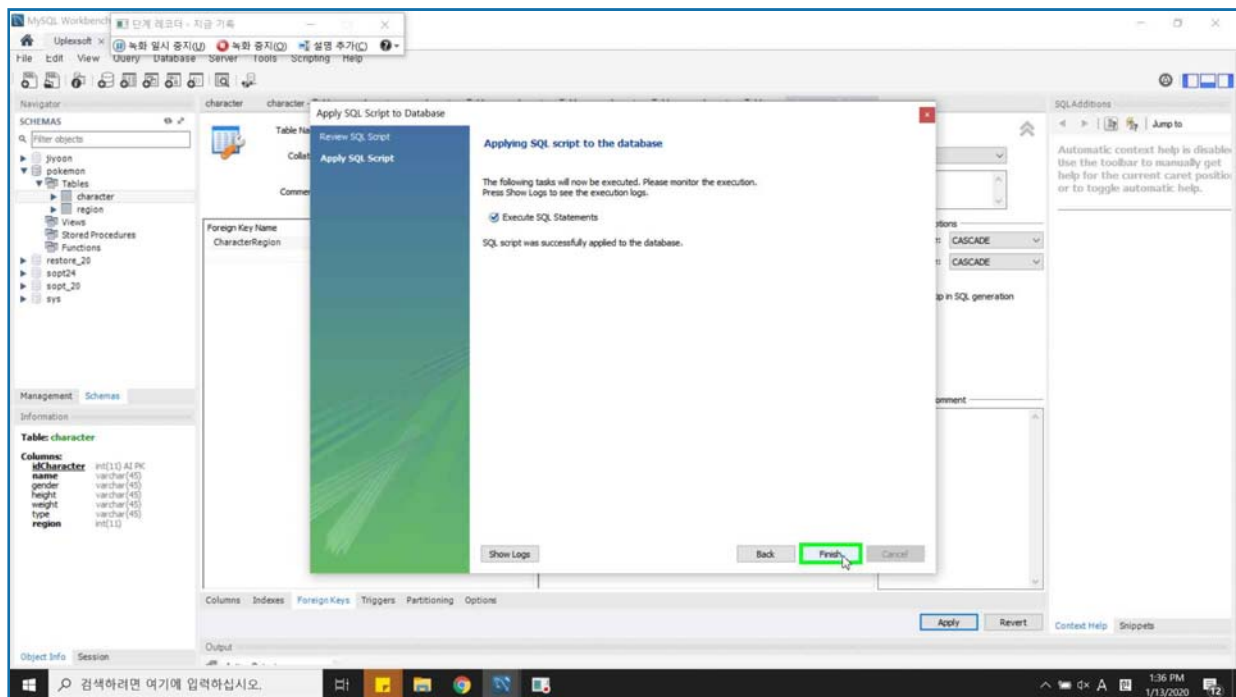 MySQL Workbench
단계 레코더 - 지금 기록
Uplexsoft ×
녹화 일시 중지(U) 녹화 중지(O) 설명 추가(C)
File Edit View Query Database Server Tools Scripting Help
Navigator
SCHEMAS
Filter objects
jiyoon
pokemon
Tables
character
region
Views
Stored Procedures
Functions
restore_20
sopt24
sopt_20
sys
Management Schemas
Information
Table: character
Columns:
idCharacter int(11) AI PK
name varchar(45)
gender varchar(45)
height varchar(45)
weight varchar(45)
type varchar(45)
region int(11)
Object Info Session
character character -
Table Na
Collat
Comme
Foreign Key Name
CharacterRegion
Apply SQL Script to Database
Review SQL Script
Apply SQL Script
Applying SQL script to the database
The following tasks will now be executed. Please monitor the execution.
Press Show Logs to see the execution logs.
Execute SQL Statements
SQL script was successfully applied to the database.
Show Logs Back Finish Cancel
CASCADE
CASCADE
in SQL generation
omment
Columns Indexes Foreign Keys Triggers Partitioning Options
Apply Revert
Output
SQLAdditions
Jump to
Automatic context help is disable
Use the toolbar to manually get
help for the current caret positio
or to toggle automatic help.
Context Help Snippets
검색하려면 여기에 입력하십시오.
A
1:36 PM
1/13/2020